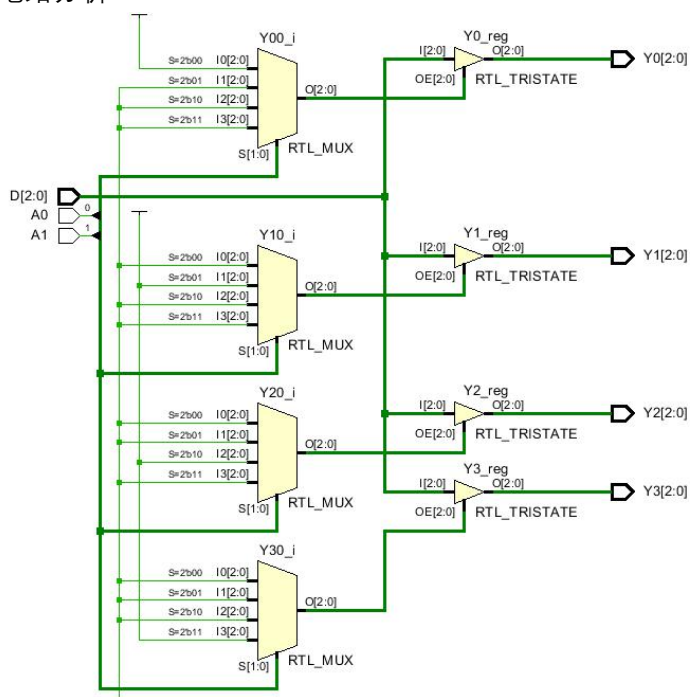 Y00_i
S=2'b00 I0[2:0]
S=2'b01 I1[2:0]
S=2'b10 I2[2:0]
S=2'b11 I3[2:0]
O[2:0]
S[1:0]
RTL_MUX
Y0_reg
I[2:0]
O[2:0]
OE[2:0]
RTL_TRISTATE
Y0[2:0]
D[2:0]
A0
0
A1
1
Y10_i
S=2'b00 I0[2:0]
S=2'b01 I1[2:0]
S=2'b10 I2[2:0]
S=2'b11 I3[2:0]
O[2:0]
S[1:0]
RTL_MUX
Y1_reg
I[2:0]
O[2:0]
OE[2:0]
RTL_TRISTATE
Y1[2:0]
Y20_i
S=2'b00 I0[2:0]
S=2'b01 I1[2:0]
S=2'b10 I2[2:0]
S=2'b11 I3[2:0]
O[2:0]
S[1:0]
RTL_MUX
Y2_reg
I[2:0]
O[2:0]
OE[2:0]
RTL_TRISTATE
Y2[2:0]
Y3_reg
I[2:0]
O[2:0]
OE[2:0]
RTL_TRISTATE
Y3[2:0]
Y30_i
S=2'b00 I0[2:0]
S=2'b01 I1[2:0]
S=2'b10 I2[2:0]
S=2'b11 I3[2:0]
O[2:0]
S[1:0]
RTL_MUX